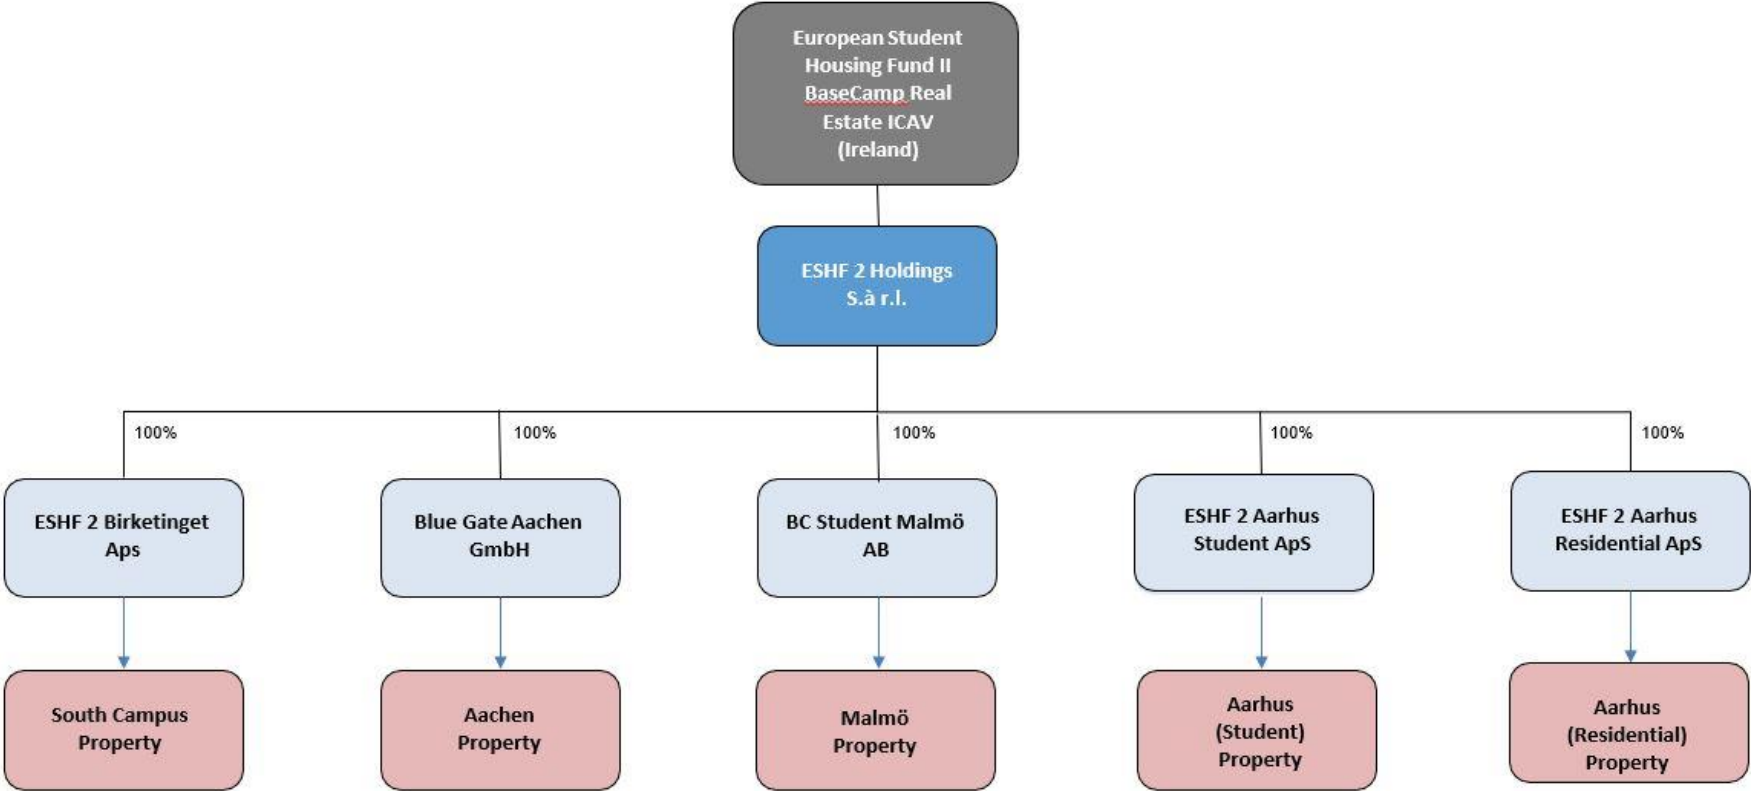 European Student
Housing Fund II
BaseCamp Real
Estate ICAV
(Ireland)
ESHF 2 Holdings
S.à r.l.
100%
100%
100%
100%
100%
ESHF 2 Birketinget
Aps
Blue Gate Aachen
GmbH
BC Student Malmö
AB
ESHF 2 Aarhus
Student ApS
ESHF 2 Aarhus
Residential ApS
South Campus
Property
Aachen
Property
Malmö
Property
Aarhus
(Student)
Property
Aarhus
(Residential)
Property